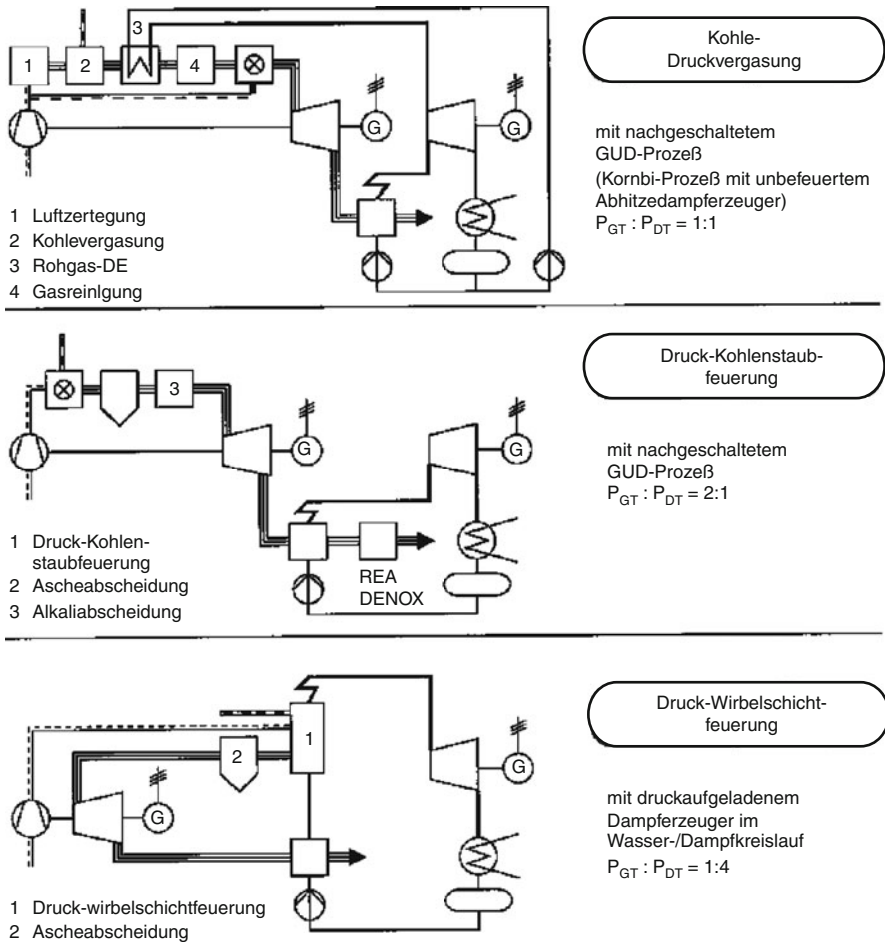 3
1
2
4
G
G
1 Luftzertegung
2 Kohlevergasung
3 Rohgas-DE
4 Gasreinlgung
Kohle-
Druckvergasung
mit nachgeschaltetem
GUD-Prozeß
(Kornbi-Prozeß mit unbefeuertem
Abhitzedampferzeuger)
P_GT : P_DT = 1:1
3
G
G
REA
DENOX
1 Druck-Kohlen-
staubfeuerung
2 Ascheabscheidung
3 Alkaliabscheidung
Druck-Kohlenstaub-
feuerung
mit nachgeschaltetem
GUD-Prozeß
P_GT : P_DT = 2:1
1
2
G
G
1 Druck-wirbelschichtfeuerung
2 Ascheabscheidung
Druck-Wirbelschicht-
feuerung
mit druckaufgeladenem
Dampferzeuger im
Wasser-/Dampfkreislauf
P_GT : P_DT = 1:4